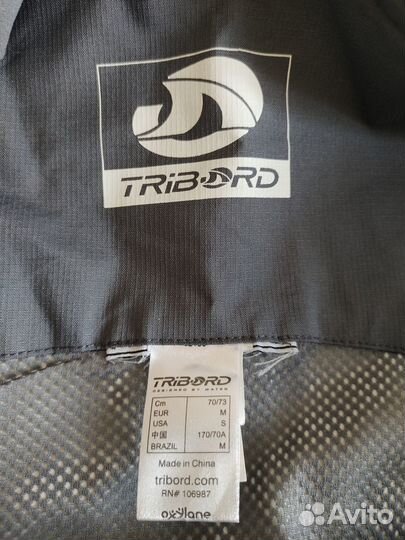 TRIBORD
TRIBORD
DESIGNED BY WATER
Cm 70/73
EUR M
USA S
中国 170/70A
BRAZIL M
Made in China
tribord.com
RN# 106987
oxylane
Avito